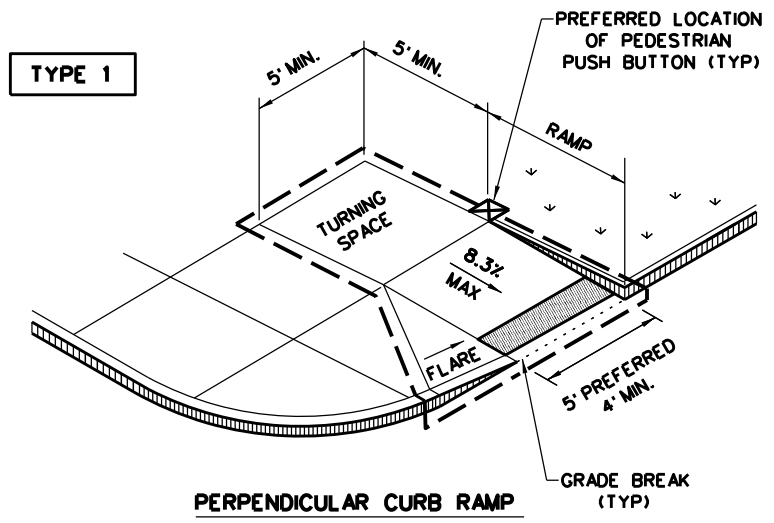 TYPE 1
5' MIN.
5' MIN.
PREFERRED LOCATION
OF PEDESTRIAN
PUSH BUTTON (TYP)
RAMP
TURNING
SPACE
8.3%
MAX
FLARE
5' PREFERRED
4' MIN.
GRADE BREAK
(TYP)
PERPENDICULAR CURB RAMP